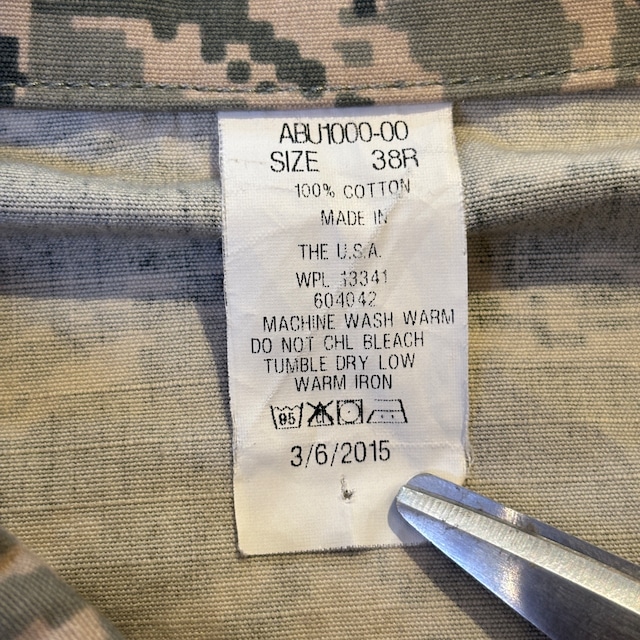 ABU1000-00
SIZE 38R
100% COTTON
MADE IN
THE U.S.A.
WPL 13341
604042
MACHINE WASH WARM
DO NOT CHL BLEACH
TUMBLE DRY LOW
WARM IRON
3/6/2015